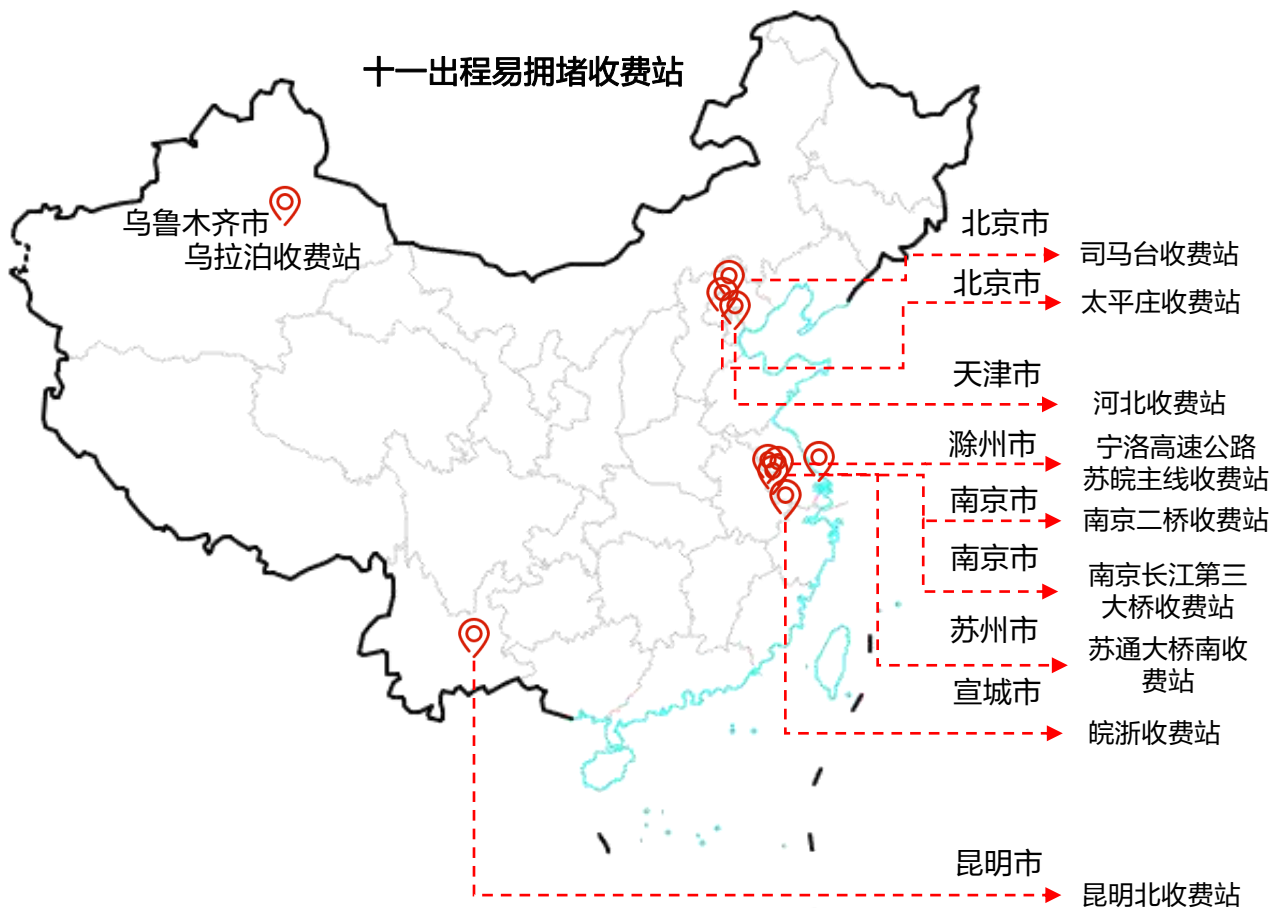 十一出程易拥堵收费站
乌鲁木齐市
乌拉泊收费站
北京市
司马台收费站
北京市
太平庄收费站
天津市
河北收费站
滁州市
宁洛高速公路
苏皖主线收费站
南京市
南京二桥收费站
南京市
南京长江第三
大桥收费站
苏州市
苏通大桥南收
费站
宣城市
皖浙收费站
昆明市
昆明北收费站